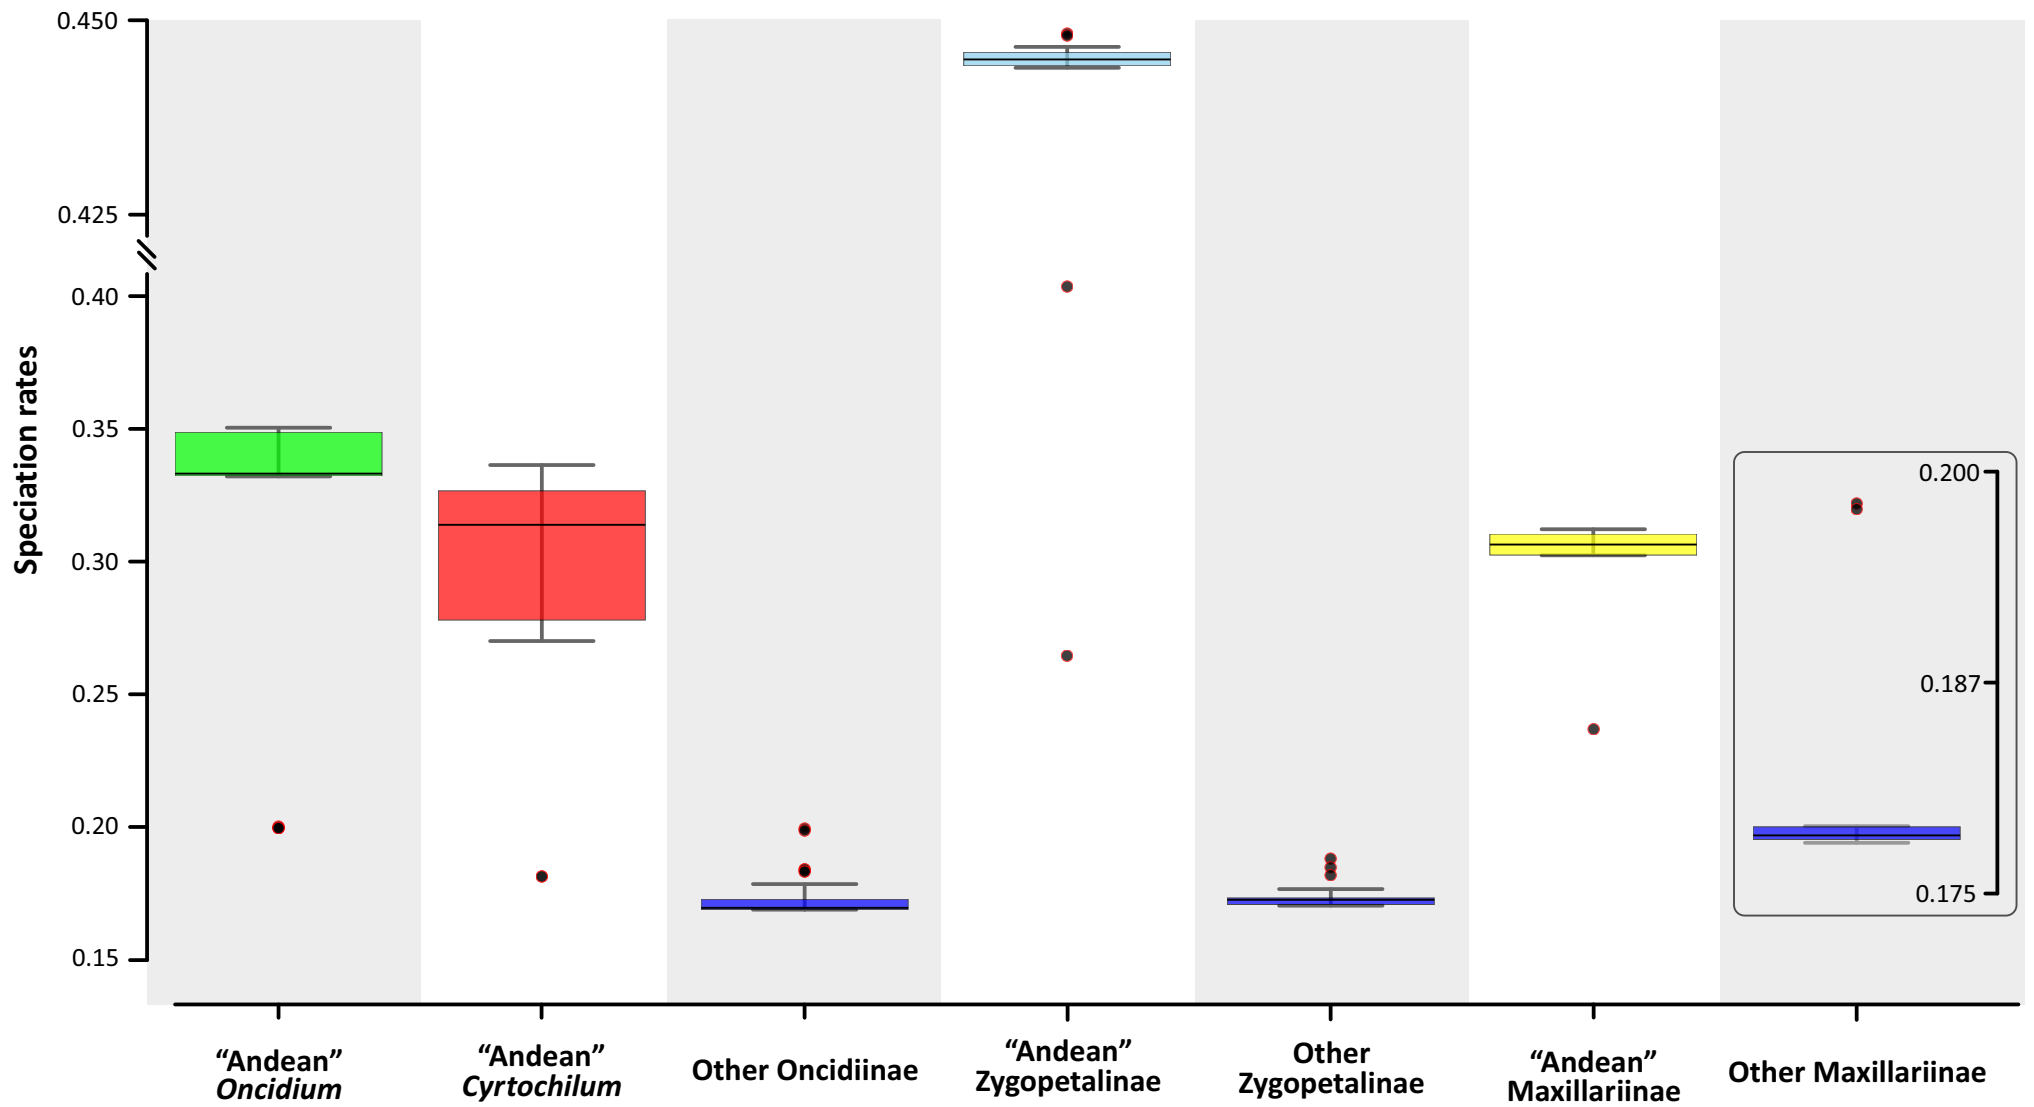 0.450
0.425
0.40
0.35
0.30
0.25
0.20
0.15
Speciation rates
0.200
0.187
0.175
“Andean”
Oncidium
“Andean”
Cyrtochilum
Other Oncidiinae
“Andean”
Zygopetalinae
Other
Zygopetalinae
“Andean”
Maxillariinae
Other Maxillariinae